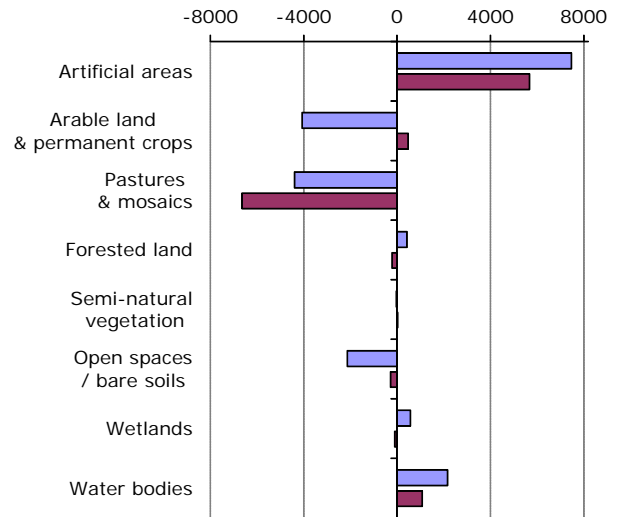 -8000 -4000 0 4000 8000
Artificial areas
Arable land
& permanent crops
Pastures
& mosaics
Forested land
Semi-natural
vegetation
Open spaces
/ bare soils
Wetlands
Water bodies